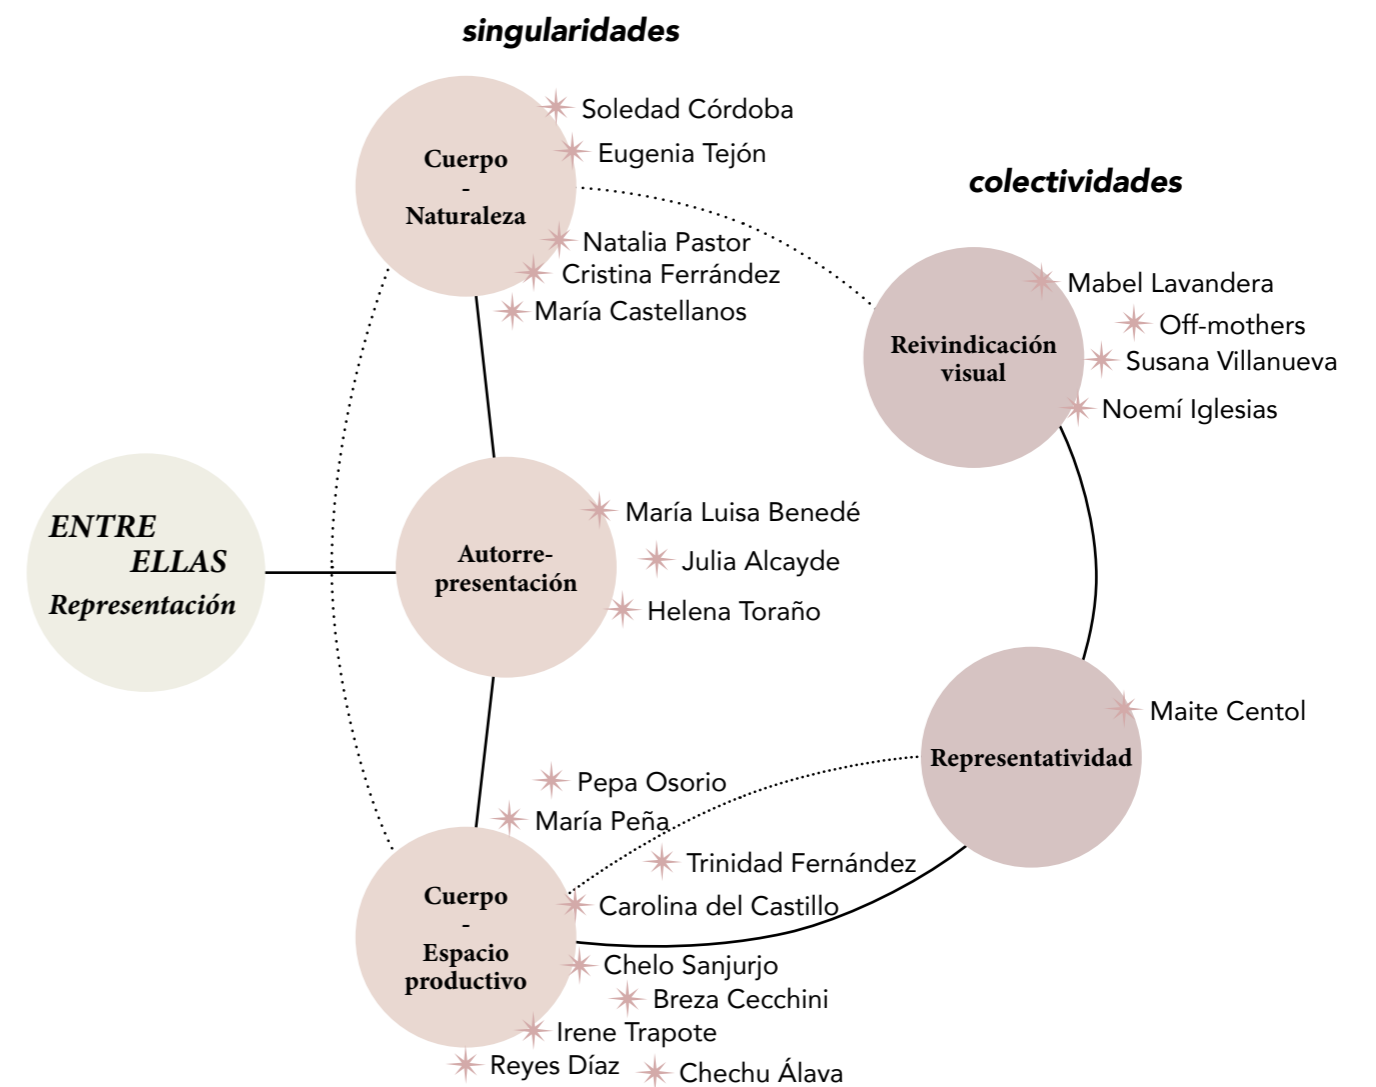 singularidades
Cuerpo
-
Naturaleza
Soledad Córdoba
Eugenia Tejón
Natalia Pastor
Cristina Ferrández
María Castellanos
colectividades
Reivindicación
visual
Mabel Lavandera
Off-mothers
Susana Villanueva
Noemí Iglesias
ENTRE
ELLAS
Representación
Autorre-
presentación
María Luisa Benedé
Julia Alcayde
Helena Toraño
Representatividad
Maite Centol
Cuerpo
-
Espacio
productivo
Pepa Osorio
María Peña
Trinidad Fernández
Carolina del Castillo
Chelo Sanjurjo
Breza Cecchini
Irene Trapote
Reyes Díaz
Chechu Álava